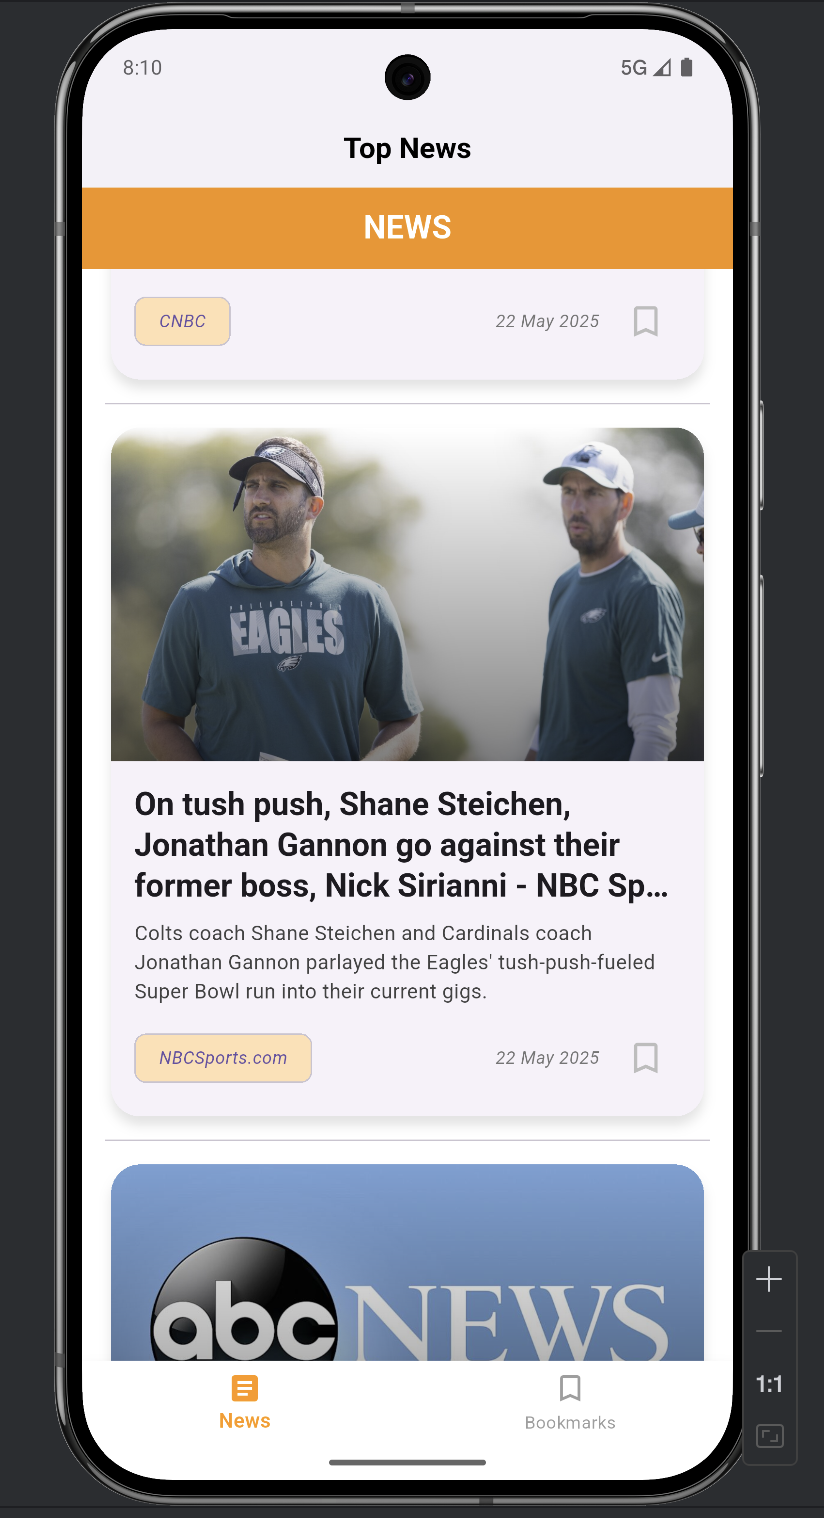 8:10
5G
Top News
NEWS
CNBC
22 May 2025
PHILADELPHIA
EAGLES
On tush push, Shane Steichen,
Jonathan Gannon go against their
former boss, Nick Sirianni - NBC Sp...
Colts coach Shane Steichen and Cardinals coach
Jonathan Gannon parlayed the Eagles' tush-push-fueled
Super Bowl run into their current gigs.
NBCSports.com
22 May 2025
abc NEWS
News
Bookmarks
1:1